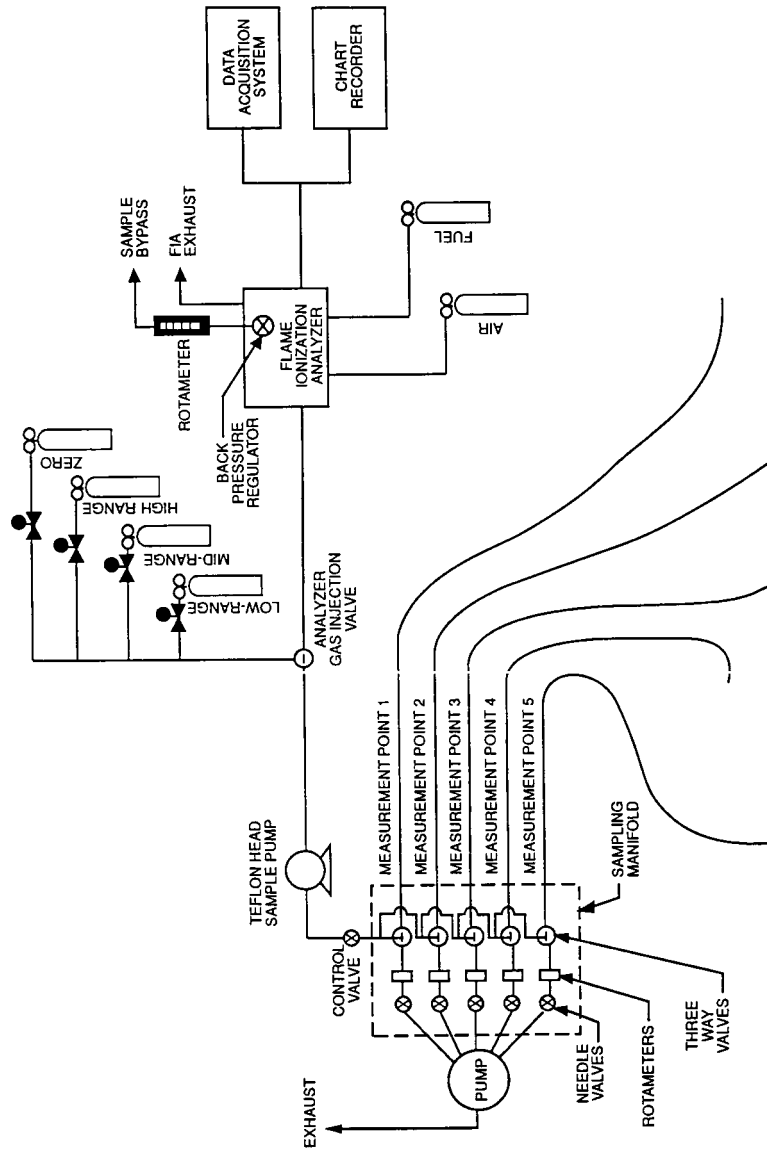 DATA
ACQUISITION
SYSTEM
CHART
RECORDER
SAMPLE
BYPASS
FIA
EXHAUST
ROTAMETER
BACK
PRESSURE
REGULATOR
FLAME
IONIZATION
ANALYZER
FUEL
AIR
ZERO
HIGH RANGE
MID-RANGE
LOW-RANGE
ANALYZER
GAS INJECTION
VALVE
TEFLON HEAD
SAMPLE PUMP
CONTROL
VALVE
MEASUREMENT POINT 1
MEASUREMENT POINT 2
MEASUREMENT POINT 3
MEASUREMENT POINT 4
MEASUREMENT POINT 5
SAMPLING
MANIFOLD
EXHAUST
PUMP
NEEDLE
VALVES
ROTAMETERS
THREE
WAY
VALVES